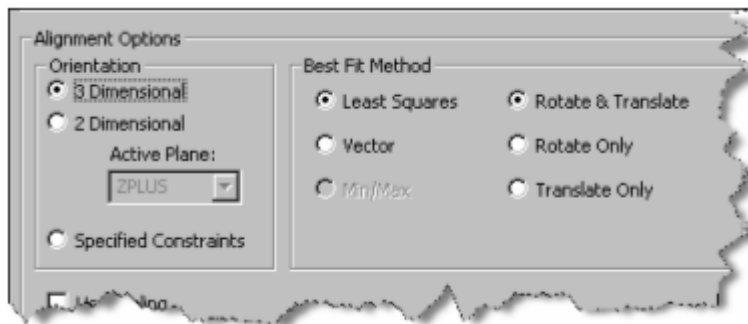 Alignment Options
Orientation
3 Dimensional
2 Dimensional
Active Plane:
ZPLUS
Specified Constraints
Best Fit Method
Least Squares
Rotate & Translate
Vector
Rotate Only
Min/Max
Translate Only